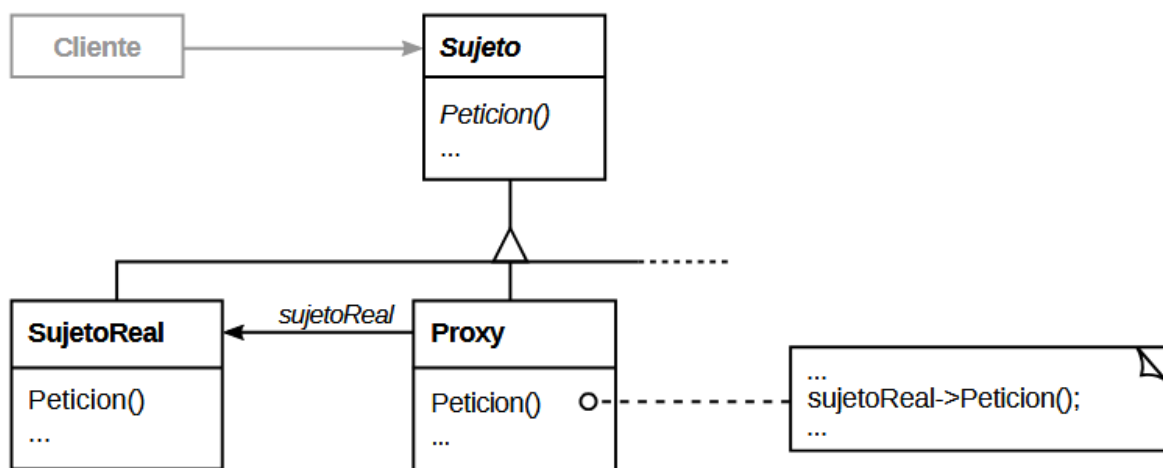 Cliente
Sujeto
Peticion()
...
sujetoReal
SujetoReal
Proxy
Peticion()
...
Peticion()
...
...
sujetoReal->Peticion();
...